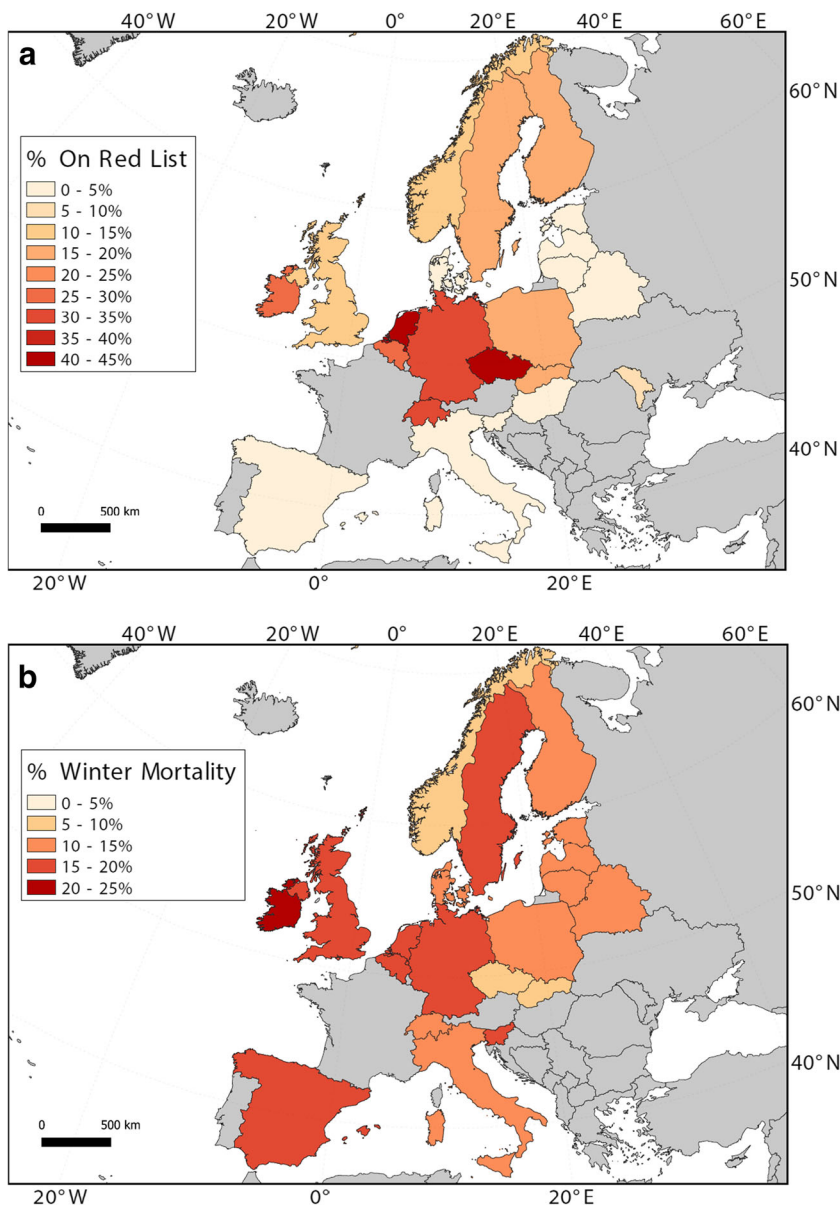 40°W 20°W 0° 20°E 40°E 60°E
a
60°N
% On Red List
0 - 5%
5 - 10%
10 - 15%
15 - 20%
20 - 25%
25 - 30%
30 - 35%
35 - 40%
40 - 45%
50°N
40°N
0 500 km
20°W 0° 20°E
40°W 20°W 0° 20°E 40°E 60°E
b
60°N
% Winter Mortality
0 - 5%
5 - 10%
10 - 15%
15 - 20%
20 - 25%
50°N
40°N
0 500 km
20°W 0° 20°E